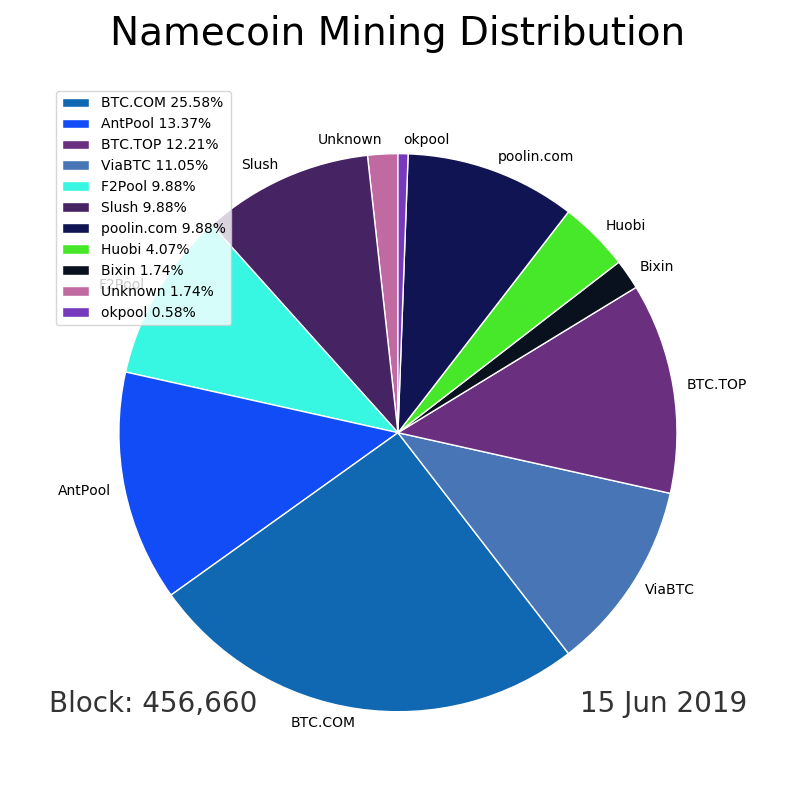 Namecoin Mining Distribution
BTC.COM 25.58%
AntPool 13.37%
BTC.TOP 12.21%
ViaBTC 11.05%
F2Pool 9.88%
Slush 9.88%
poolin.com 9.88%
Huobi 4.07%
Bixin 1.74%
Unknown 1.74%
okpool 0.58%
Unknown
okpool
poolin.com
Slush
Huobi
Bixin
F2Pool
BTC.TOP
AntPool
ViaBTC
BTC.COM
Block: 456,660
15 Jun 2019